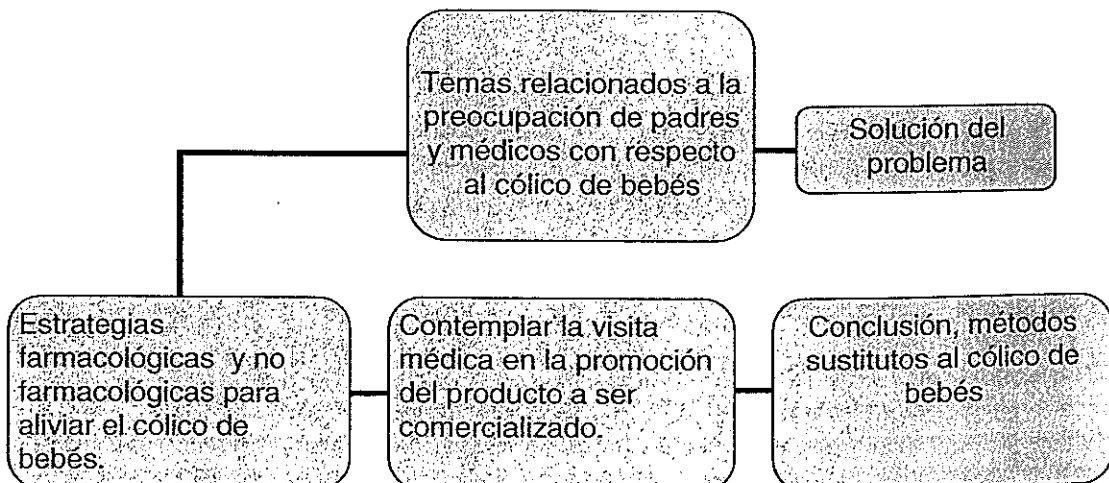 Temas relacionados a la
preocupación de padres
y médicos con respecto
al cólico de bebés
Solución del
problema
Estrategias
farmacológicas y no
farmacológicas para
aliviar el cólico de
bebés.
Contemplar la visita
médica en la promoción
del producto a ser
comercializado.
Conclusión, métodos
sustitutos al cólico de
bebés